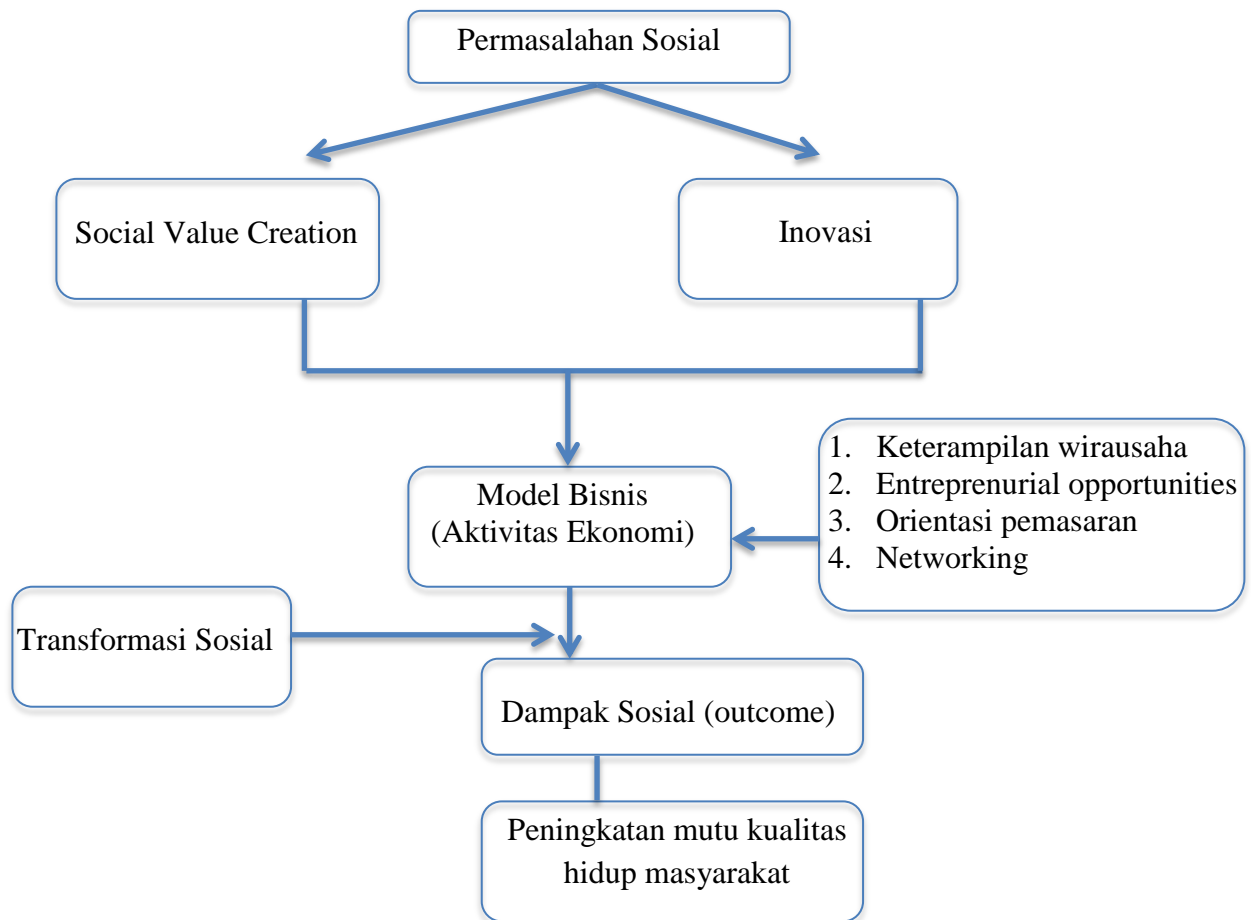 Permasalahan Sosial
Social Value Creation
Inovasi
1. Keterampilan wirausaha
2. Entreprenurial opportunities
3. Orientasi pemasaran
4. Networking
Model Bisnis
(Aktivitas Ekonomi)
Transformasi Sosial
Dampak Sosial (outcome)
Peningkatan mutu kualitas
hidup masyarakat